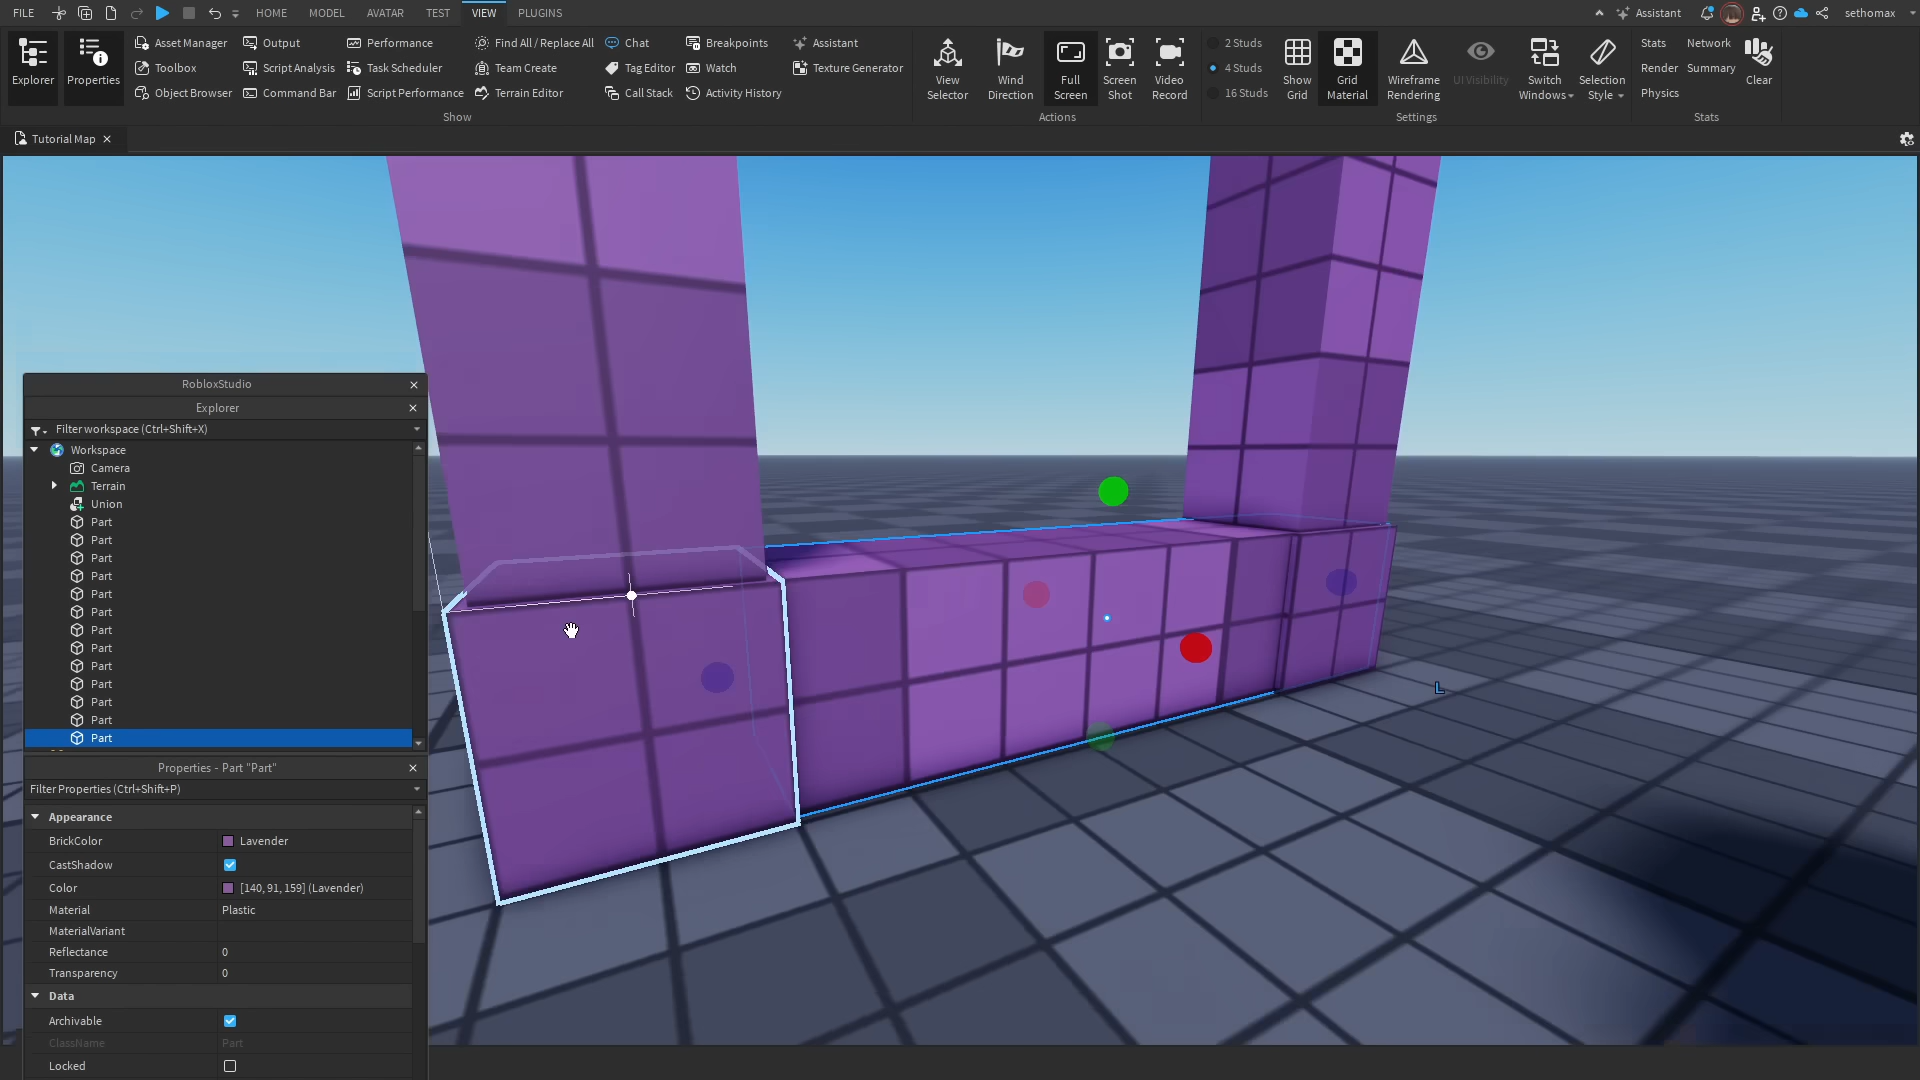 FILE HOME MODEL AVATAR TEST VIEW PLUGINS Assistant sethomax
Asset Manager Output Performance Find All / Replace All Chat Breakpoints Assistant 2 Studs Stats Network
Toolbox Script Analysis Task Scheduler Team Create Tag Editor Watch Texture Generator 4 Studs Render Summary
Object Browser Command Bar Script Performance Terrain Editor Call Stack Activity History 16 Studs Physics
Explorer Properties View Selector Wind Direction Full Screen Screen Shot Video Record Show Grid Grid Material Wireframe Rendering UI Visibility Switch Windows Selection Style Clear
Show Actions Settings Stats
Tutorial Map
RobloxStudio
Explorer
Filter workspace (Ctrl+Shift+X)
Workspace
Camera
Terrain
Union
Part
Part
Part
Part
Part
Part
Part
Part
Part
Part
Part
Part
Part
L
Properties - Part "Part"
Filter Properties (Ctrl+Shift+P)
Appearance
BrickColor Lavender
CastShadow
Color [140, 91, 159] (Lavender)
Material Plastic
MaterialVariant
Reflectance 0
Transparency 0
Data
Archivable
ClassName Part
Locked